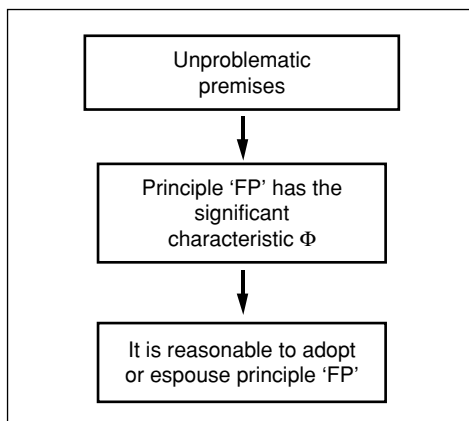 Unproblematic
premises
Principle ‘FP’ has the
significant
characteristic Φ
It is reasonable to adopt
or espouse principle ‘FP’